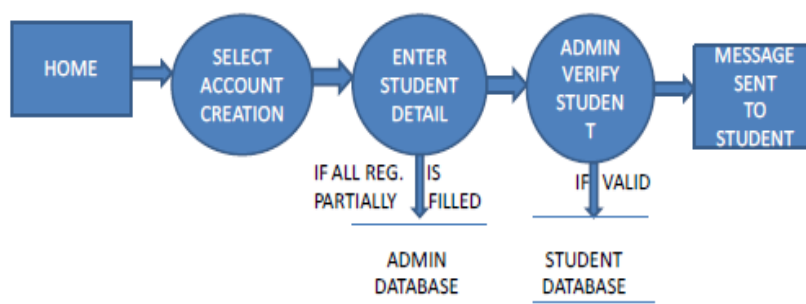 HOME
SELECT
ACCOUNT
CREATION
ENTER
STUDENT
DETAIL
ADMIN
VERIFY
STUDEN
T
MESSAGE
SENT
TO
STUDENT
IF ALL REG. IS
PARTIALLY FILLED
IF VALID
ADMIN
DATABASE
STUDENT
DATABASE